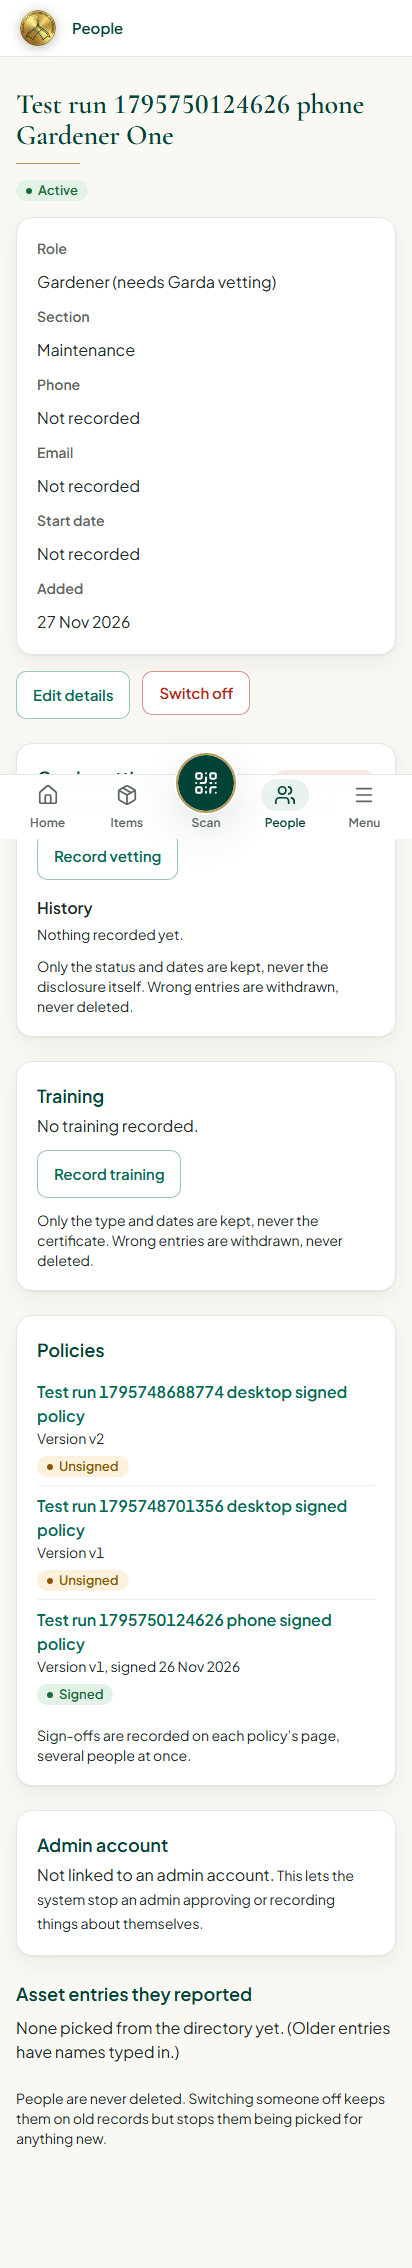 People
Test run 1795750124626 phone
Gardener One
Active
Role
Gardener (needs Garda vetting)
Section
Maintenance
Phone
Not recorded
Email
Not recorded
Start date
Not recorded
Added
27 Nov 2026
Edit details
Switch off
Home
Items
Scan
People
Menu
Record vetting
History
Nothing recorded yet.
Only the status and dates are kept, never the
disclosure itself. Wrong entries are withdrawn,
never deleted.
Training
No training recorded.
Record training
Only the type and dates are kept, never the
certificate. Wrong entries are withdrawn, never
deleted.
Policies
Test run 1795748688774 desktop signed
policy
Version v2
Unsigned
Test run 1795748701356 desktop signed
policy
Version v1
Unsigned
Test run 1795750124626 phone signed
policy
Version v1, signed 26 Nov 2026
Signed
Sign-offs are recorded on each policy's page,
several people at once.
Admin account
Not linked to an admin account. This lets the
system stop an admin approving or recording
things about themselves.
Asset entries they reported
None picked from the directory yet. (Older entries
have names typed in.)
People are never deleted. Switching someone off keeps
them on old records but stops them being picked for
anything new.